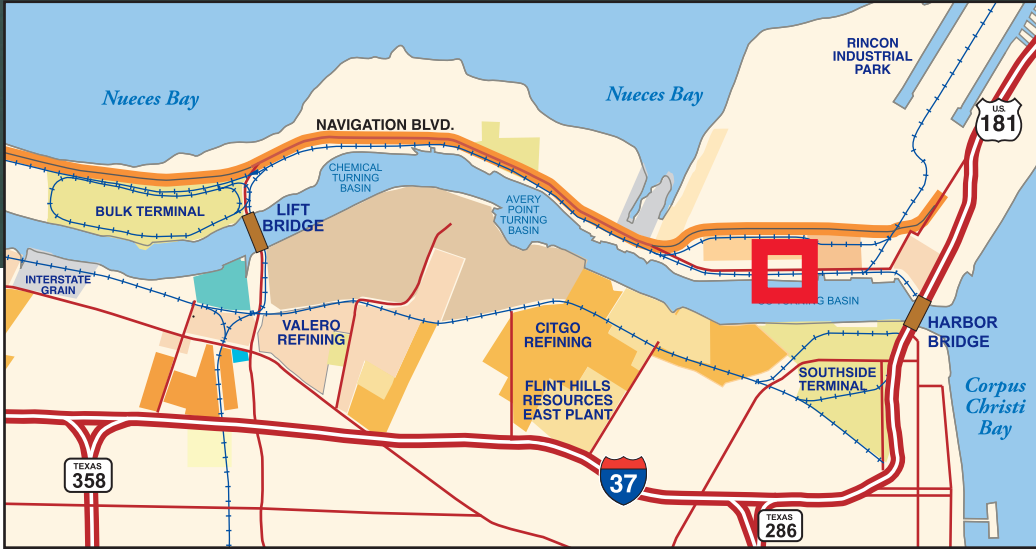 RINCON
INDUSTRIAL
PARK
Nueces Bay
Nueces Bay
U.S.
181
NAVIGATION BLVD.
CHEMICAL
TURNING
BASIN
AVERY
POINT
TURNING
BASIN
BULK TERMINAL
LIFT
BRIDGE
INTERSTATE
GRAIN
BASIN
VALERO
REFINING
CITGO
REFINING
HARBOR
BRIDGE
FLINT HILLS
RESOURCES
EAST PLANT
SOUTHSIDE
TERMINAL
Corpus
Christi
Bay
TEXAS
358
37
TEXAS
286